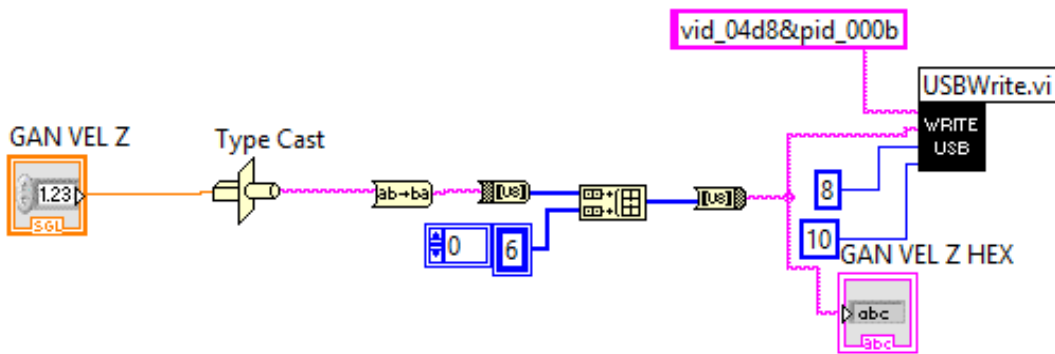 vid_04d8&pid_000b
USBWrite.vi
WRITE
USB
GAN VEL Z
1.23
SGL
Type Cast
ab→ba
[U8]
0
6
[U8]
8
10
GAN VEL Z HEX
abc
abc